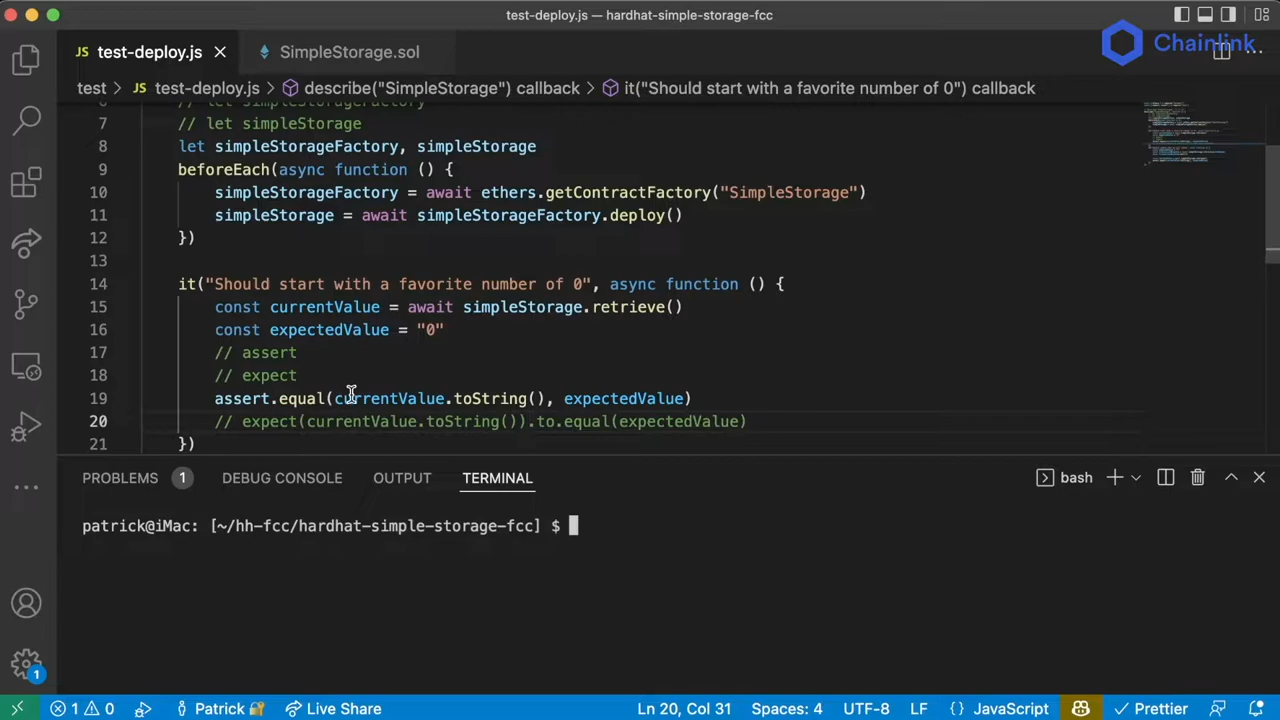 test-deploy.js — hardhat-simple-storage-fcc
Chainlink
JS test-deploy.js
SimpleStorage.sol
test > JS test-deploy.js > describe("SimpleStorage") callback > it("Should start with a favorite number of 0") callback
6 // let simpleStorageFactory
7 // let simpleStorage
8 let simpleStorageFactory, simpleStorage
9 beforeEach(async function () {
10 simpleStorageFactory = await ethers.getContractFactory("SimpleStorage")
11 simpleStorage = await simpleStorageFactory.deploy()
12 })
13
14 it("Should start with a favorite number of 0", async function () {
15 const currentValue = await simpleStorage.retrieve()
16 const expectedValue = "0"
17 // assert
18 // expect
19 assert.equal(currentValue.toString(), expectedValue)
20 // expect(currentValue.toString()).to.equal(expectedValue)
21 })
PROBLEMS 1 DEBUG CONSOLE OUTPUT TERMINAL bash
patrick@iMac: [~/hh-fcc/hardhat-simple-storage-fcc] $
1
1 0 Patrick Live Share Ln 20, Col 31 Spaces: 4 UTF-8 LF {} JavaScript Prettier